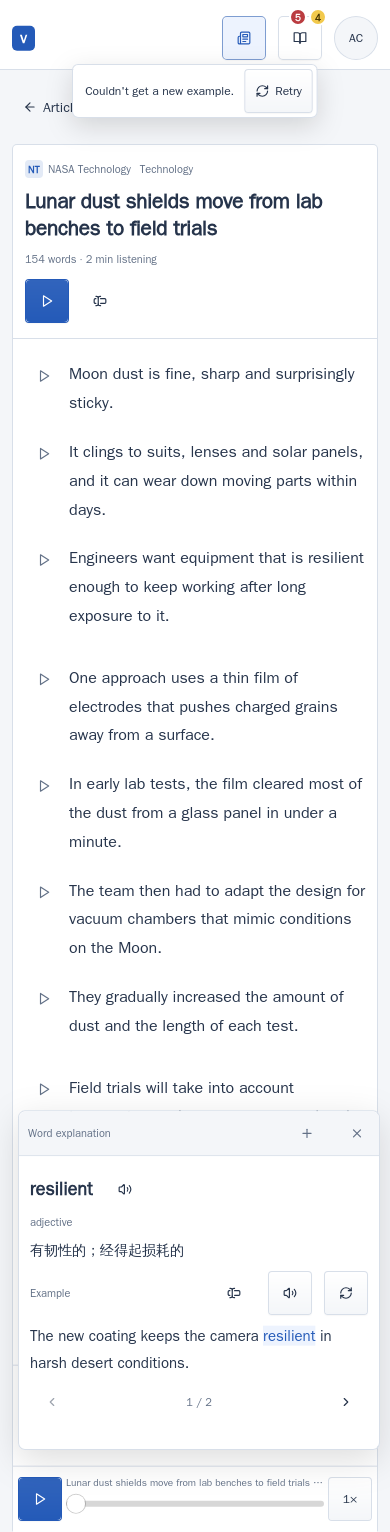 V
5
4
AC
Couldn't get a new example.
Retry
Artic
NT NASA Technology Technology
Lunar dust shields move from lab
benches to field trials
154 words · 2 min listening
Moon dust is fine, sharp and surprisingly
sticky.
It clings to suits, lenses and solar panels,
and it can wear down moving parts within
days.
Engineers want equipment that is resilient
enough to keep working after long
exposure to it.
One approach uses a thin film of
electrodes that pushes charged grains
away from a surface.
In early lab tests, the film cleared most of
the dust from a glass panel in under a
minute.
The team then had to adapt the design for
vacuum chambers that mimic conditions
on the Moon.
They gradually increased the amount of
dust and the length of each test.
Field trials will take into account
Word explanation
resilient
adjective
有韧性的；经得起损耗的
Example
The new coating keeps the camera resilient in
harsh desert conditions.
1 / 2
Lunar dust shields move from lab benches to field trials ···
1×